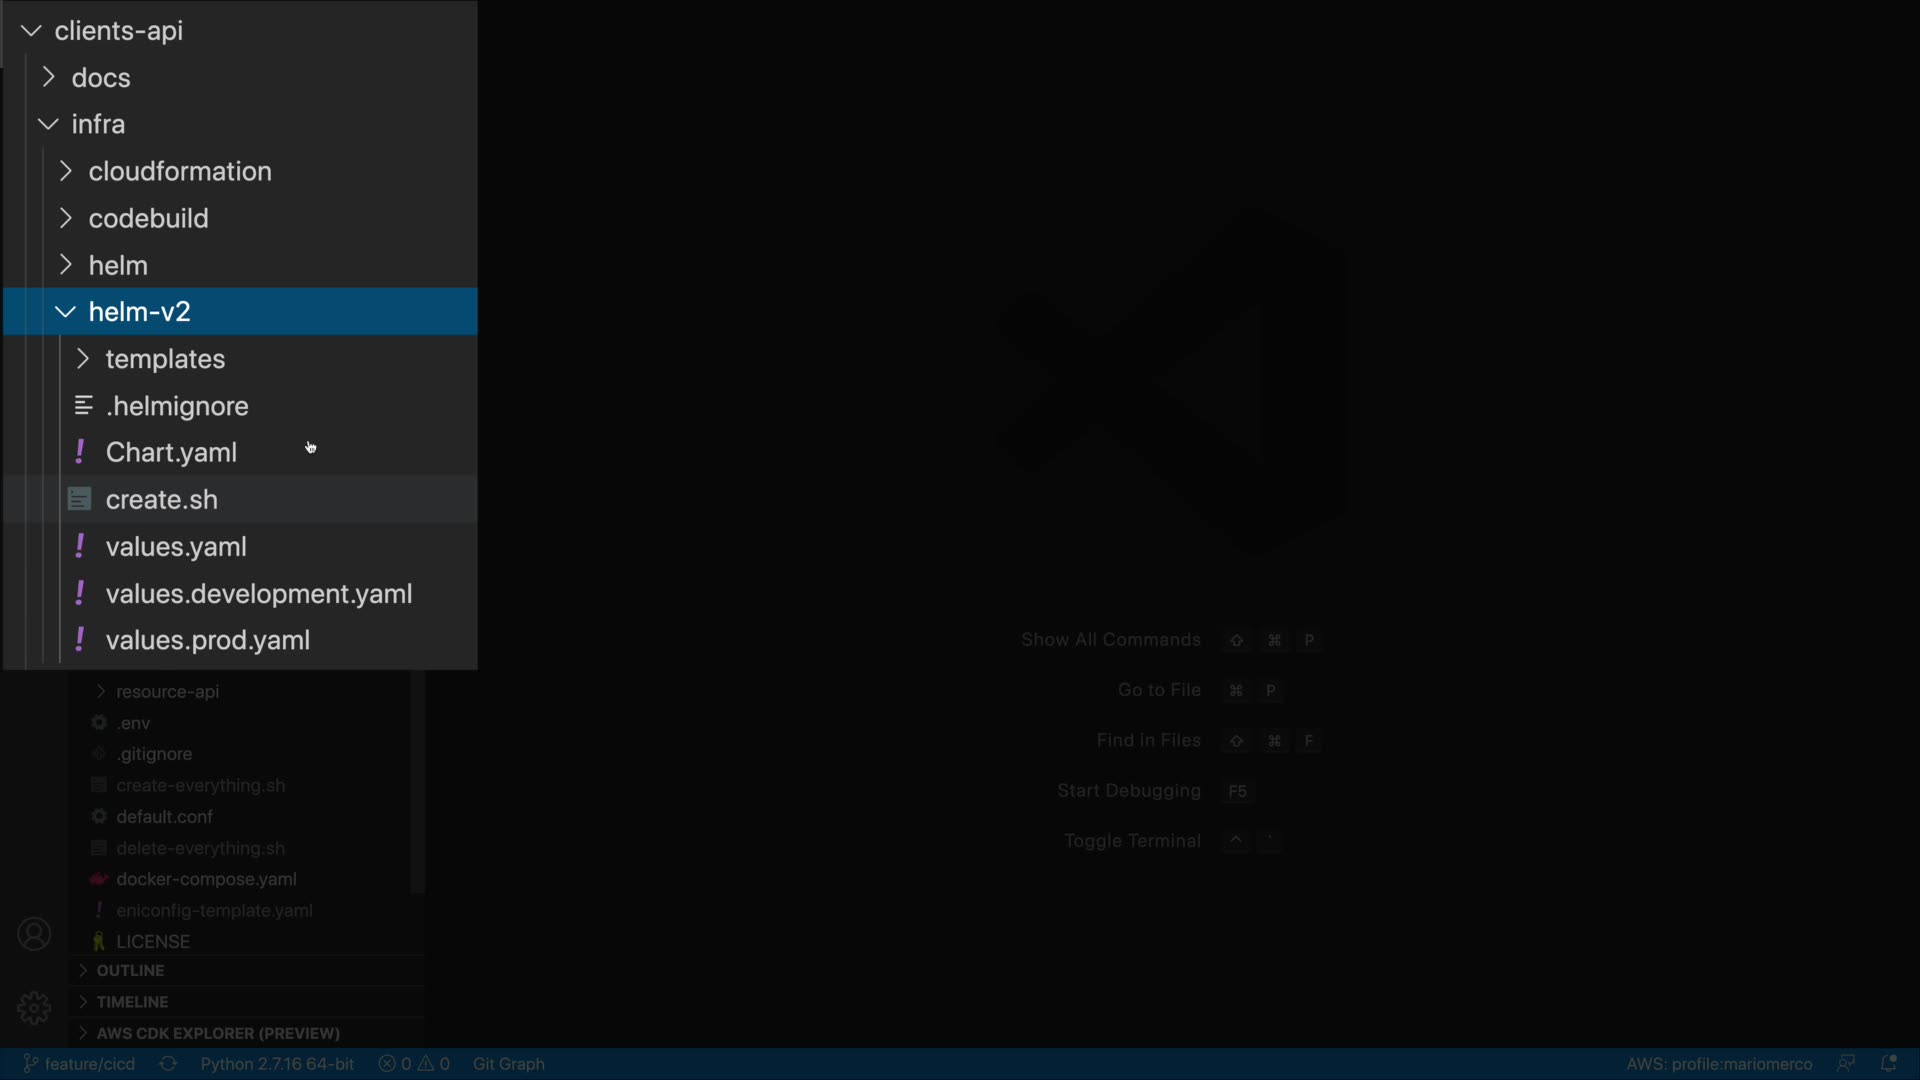 clients-api
docs
infra
cloudformation
codebuild
helm
helm-v2
templates
.helmignore
Chart.yaml
create.sh
values.yaml
values.development.yaml
values.prod.yaml
resource-api
.env
.gitignore
create-everything.sh
default.conf
delete-everything.sh
docker-compose.yaml
eniconfig-template.yaml
LICENSE
OUTLINE
TIMELINE
AWS CDK EXPLORER (PREVIEW)
Show All Commands ⇧ ⌘ P
Go to File ⌘ P
Find in Files ⇧ ⌘ F
Start Debugging F5
Toggle Terminal ^ `
feature/cicd Python 2.7.16 64-bit 0 0 Git Graph AWS: profile:mariomerco